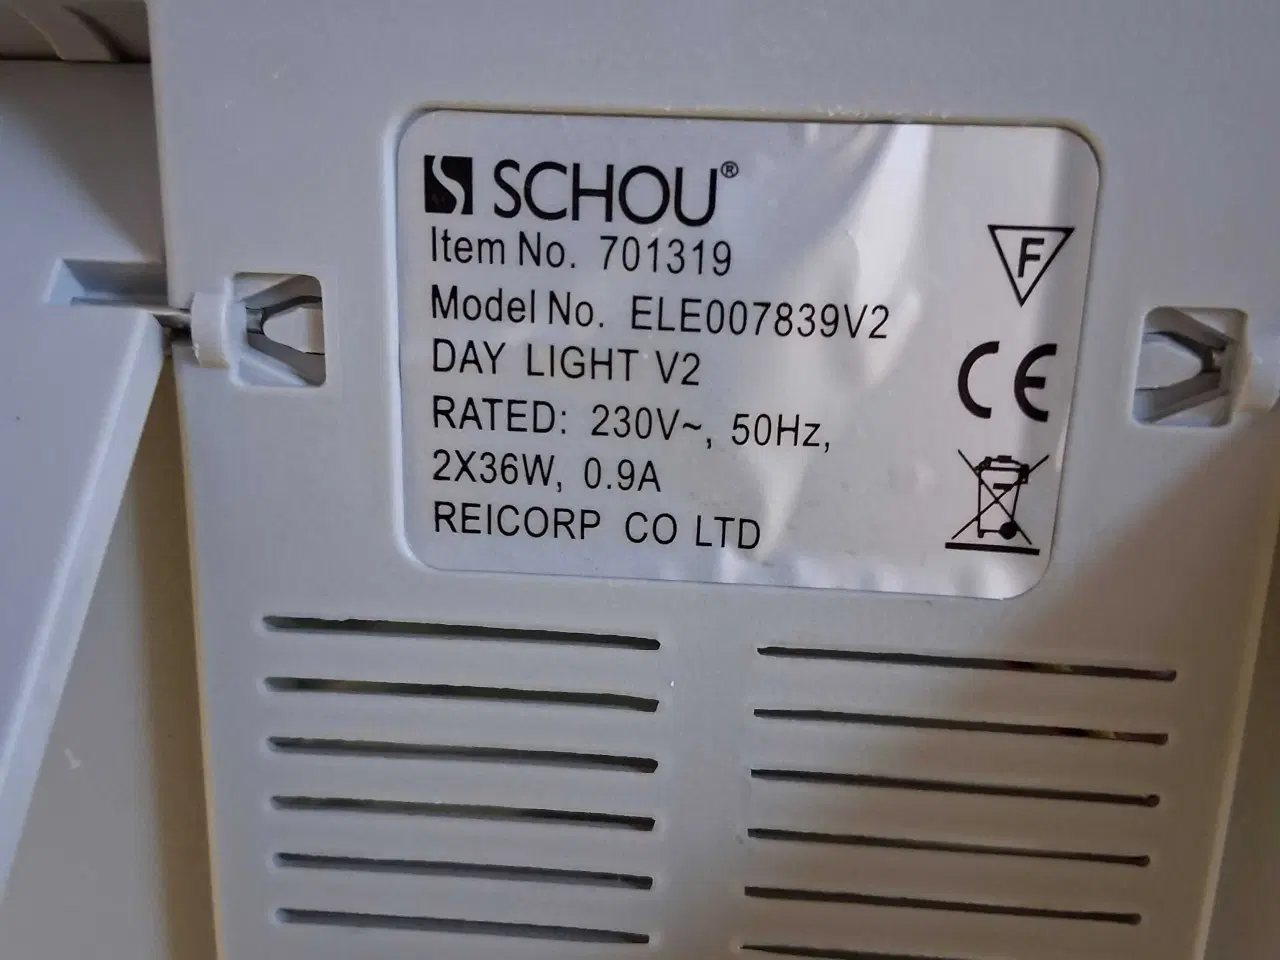 SCHOU®
Item No. 701319
Model No. ELE007839V2
DAY LIGHT V2
RATED: 230V~, 50Hz,
2X36W, 0.9A
REICORP CO LTD
F
CE